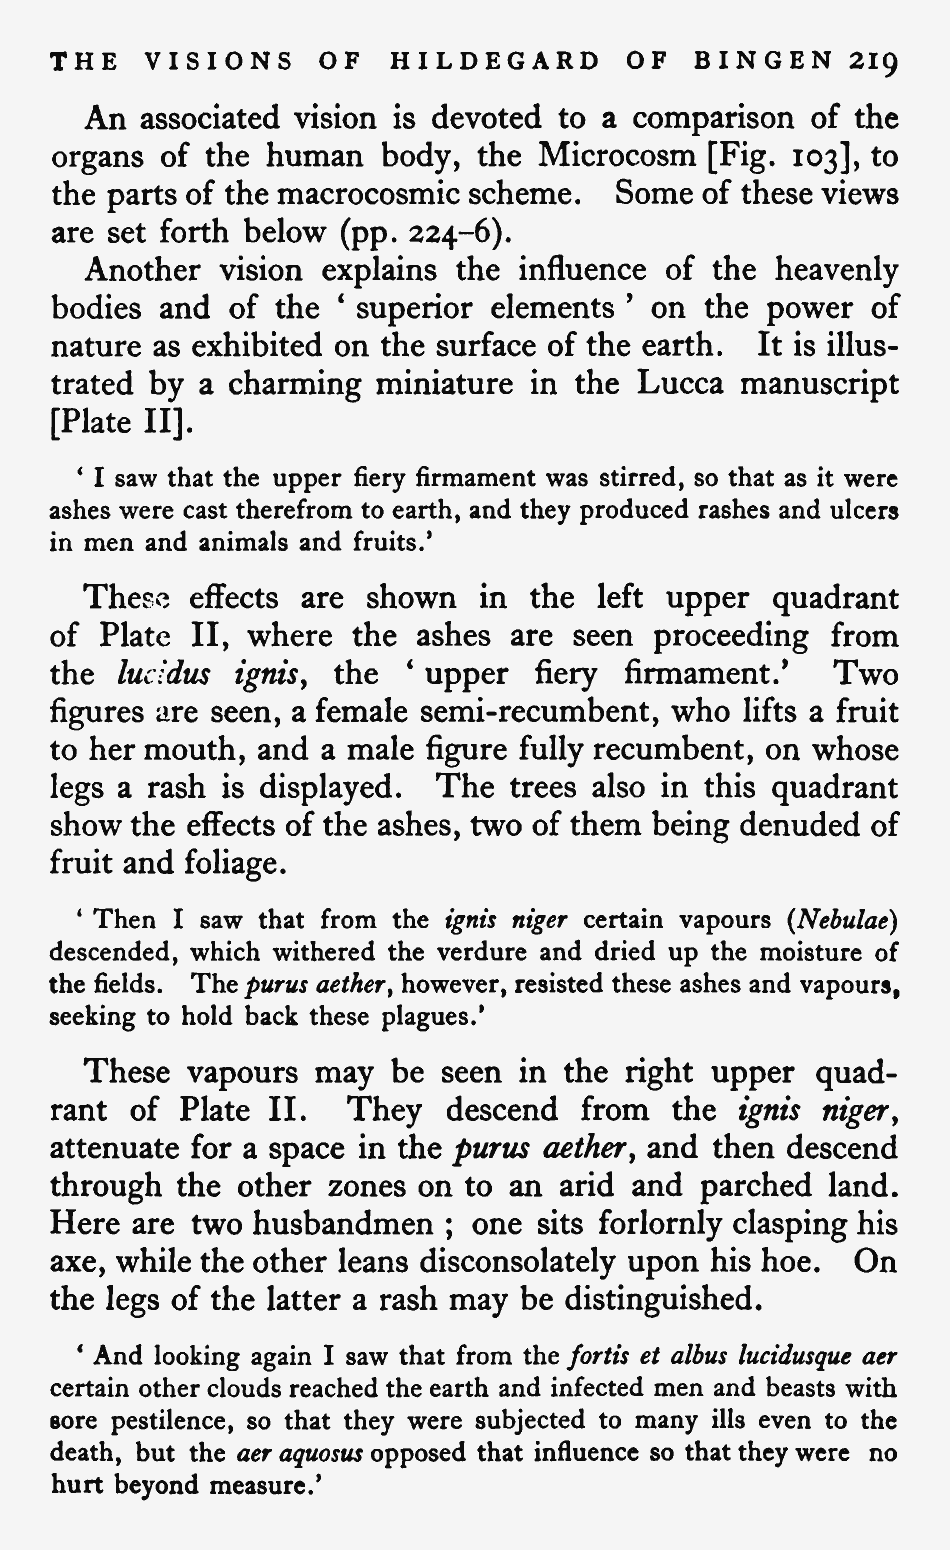 THE VISIONS OF HILDEGARD OF BINGEN 219
An associated vision is devoted to a comparison of the
organs of the human body, the Microcosm [Fig. 103], to
the parts of the macrocosmic scheme. Some of these views
are set forth below (pp. 224–6).
Another vision explains the influence of the heavenly
bodies and of the ‘ superior elements ’ on the power of
nature as exhibited on the surface of the earth. It is illus-
trated by a charming miniature in the Lucca manuscript
[Plate II].
‘ I saw that the upper fiery firmament was stirred, so that as it were
ashes were cast therefrom to earth, and they produced rashes and ulcers
in men and animals and fruits.’
These effects are shown in the left upper quadrant
of Plate II, where the ashes are seen proceeding from
the lucidus ignis, the ‘ upper fiery firmament.’ Two
figures are seen, a female semi-recumbent, who lifts a fruit
to her mouth, and a male figure fully recumbent, on whose
legs a rash is displayed. The trees also in this quadrant
show the effects of the ashes, two of them being denuded of
fruit and foliage.
‘ Then I saw that from the ignis niger certain vapours (Nebulae)
descended, which withered the verdure and dried up the moisture of
the fields. The purus aether, however, resisted these ashes and vapours,
seeking to hold back these plagues.’
These vapours may be seen in the right upper quad-
rant of Plate II. They descend from the ignis niger,
attenuate for a space in the purus aether, and then descend
through the other zones on to an arid and parched land.
Here are two husbandmen ; one sits forlornly clasping his
axe, while the other leans disconsolately upon his hoe. On
the legs of the latter a rash may be distinguished.
‘ And looking again I saw that from the fortis et albus lucidusque aer
certain other clouds reached the earth and infected men and beasts with
sore pestilence, so that they were subjected to many ills even to the
death, but the aer aquosus opposed that influence so that they were no
hurt beyond measure.’